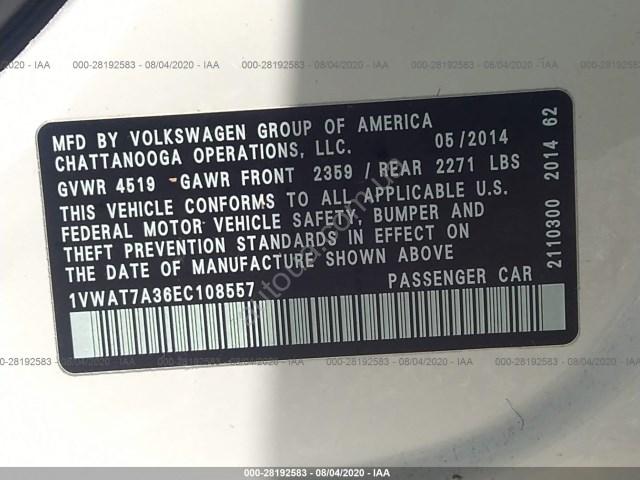 000-28192583 - 08/04/2020 - IAA
MFD BY VOLKSWAGEN GROUP OF AMERICA
CHATTANOOGA OPERATIONS, LLC. 05/2014
GVWR 4519 GAWR FRONT 2359 / REAR 2271 LBS
THIS VEHICLE CONFORMS TO ALL APPLICABLE U.S.
FEDERAL MOTOR VEHICLE SAFETY, BUMPER AND
THEFT PREVENTION STANDARDS IN EFFECT ON
THE DATE OF MANUFACTURE SHOWN ABOVE
1VWAT7A36EC108557 PASSENGER CAR
2110300 2014 62
000-28192583 - 08/04/2020 - IAA
000-28192583 - 08/04/2020 - IAA